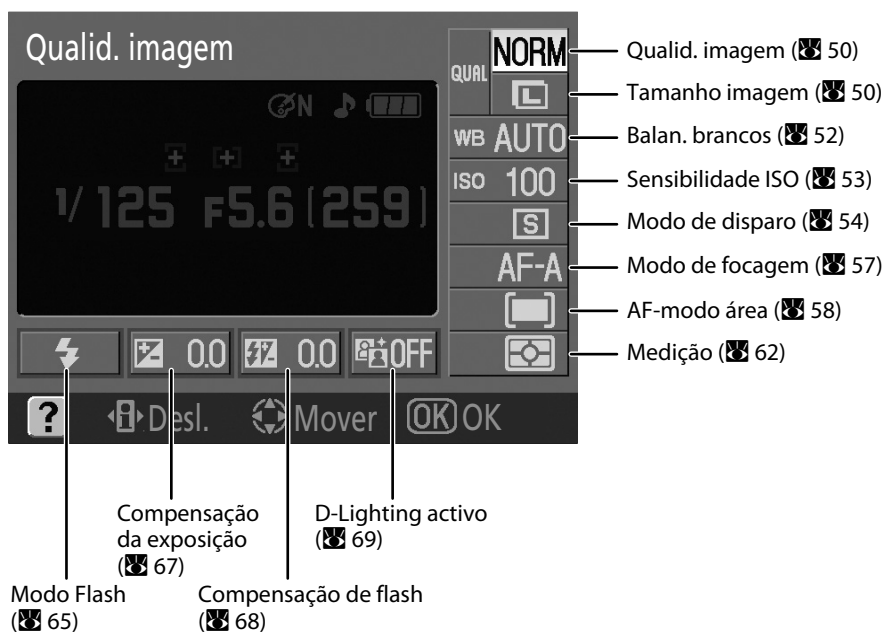 Qualid. imagem
QUAL NORM
L
N
WB AUTO
ISO 100
1/125 F5.6 [259]
S
AF-A
0.0
0.0
OFF
? i Desl. Mover OK OK
Qualid. imagem (50)
Tamanho imagem (50)
Balan. brancos (52)
Sensibilidade ISO (53)
Modo de disparo (54)
Modo de focagem (57)
AF-modo área (58)
Medição (62)
Compensação
da exposição
(67)
D-Lighting activo
(69)
Modo Flash
(65)
Compensação de flash
(68)